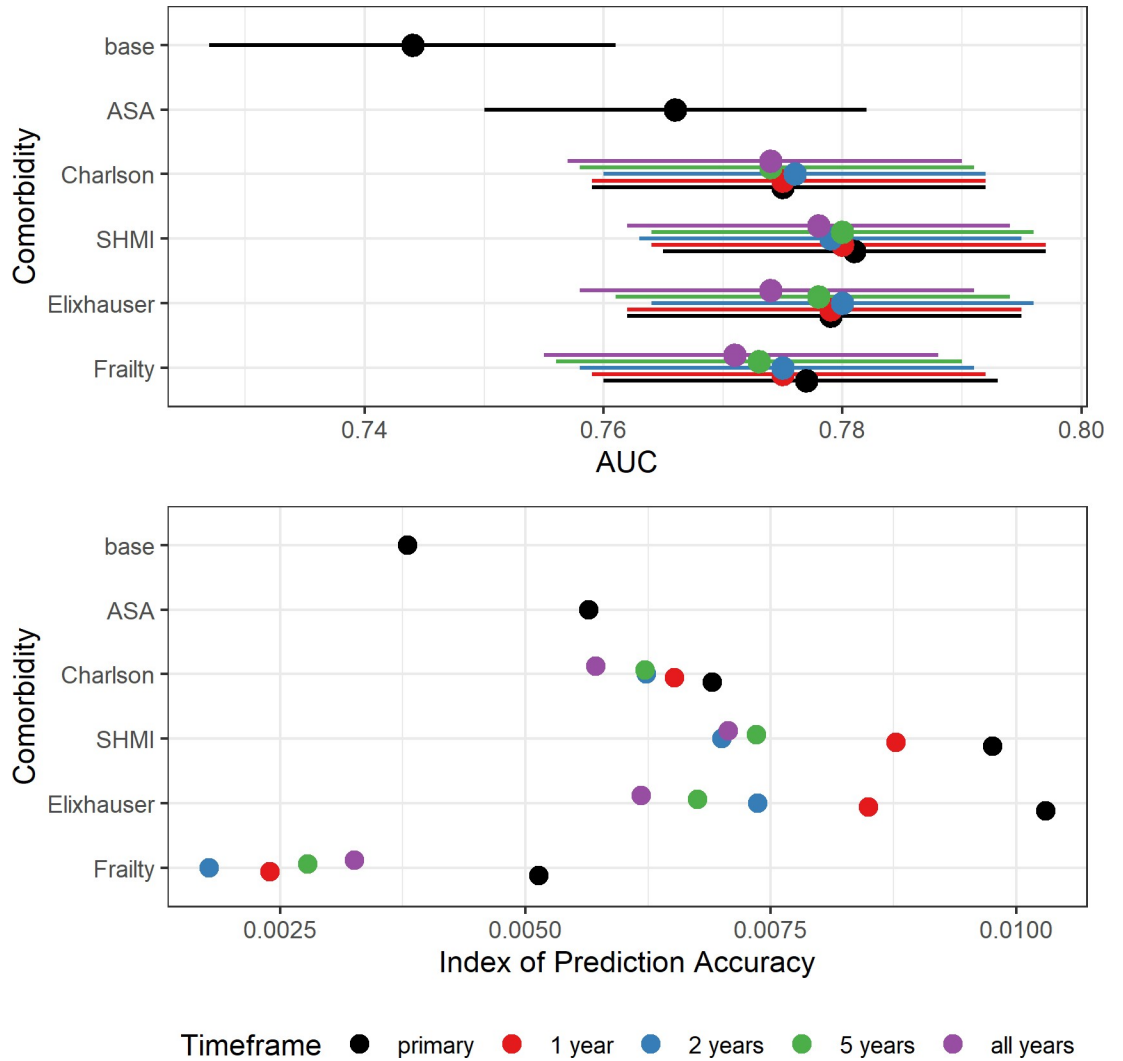 Comorbidity
base
ASA
Charlson
SHMI
Elixhauser
Frailty
0.74 0.76 0.78 0.80
AUC
Comorbidity
base
ASA
Charlson
SHMI
Elixhauser
Frailty
0.0025 0.0050 0.0075 0.0100
Index of Prediction Accuracy
Timeframe primary 1 year 2 years 5 years all years